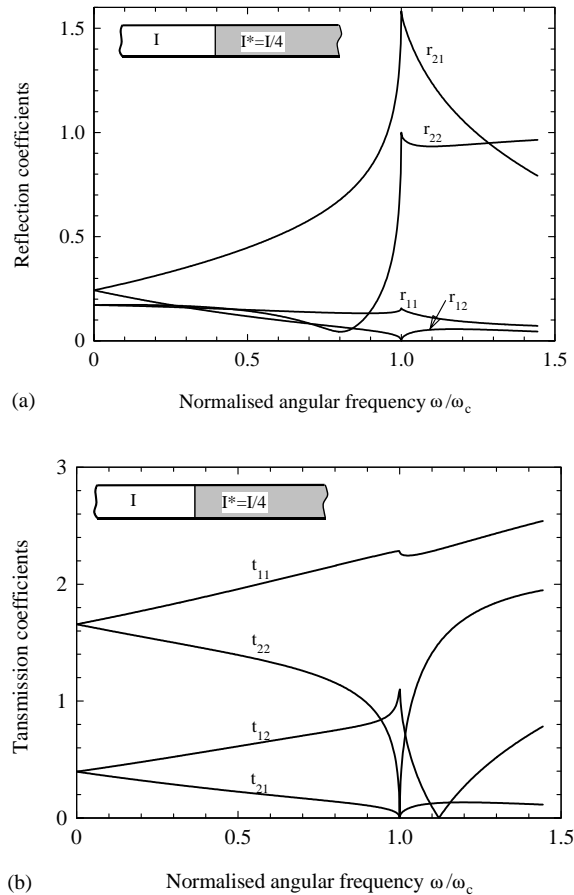 I
I*=I/4
1.5
1.0
0.5
0
Reflection coefficients
r21
r22
r11
r12
0
0.5
1.0
1.5
(a)
Normalised angular frequency ω/ωc
3
2
1
0
Tansmission coefficients
I
I*=I/4
t11
t22
t12
t21
0
0.5
1.0
1.5
(b)
Normalised angular frequency ω/ωc